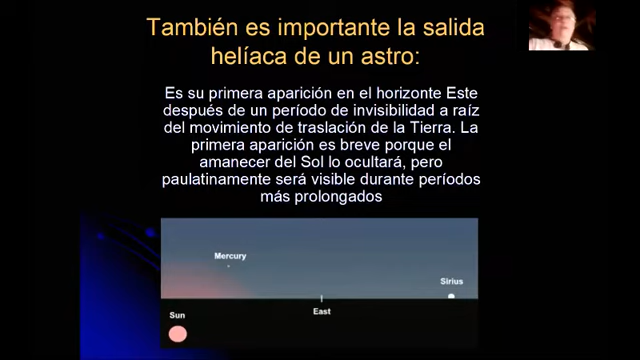 También es importante la salida
helíaca de un astro:
Es su primera aparición en el horizonte Este
después de un período de invisibilidad a raíz
del movimiento de traslación de la Tierra. La
primera aparición es breve porque el
amanecer del Sol lo ocultará, pero
paulatinamente será visible durante períodos
más prolongados
Mercury
Sirius
East
Sun